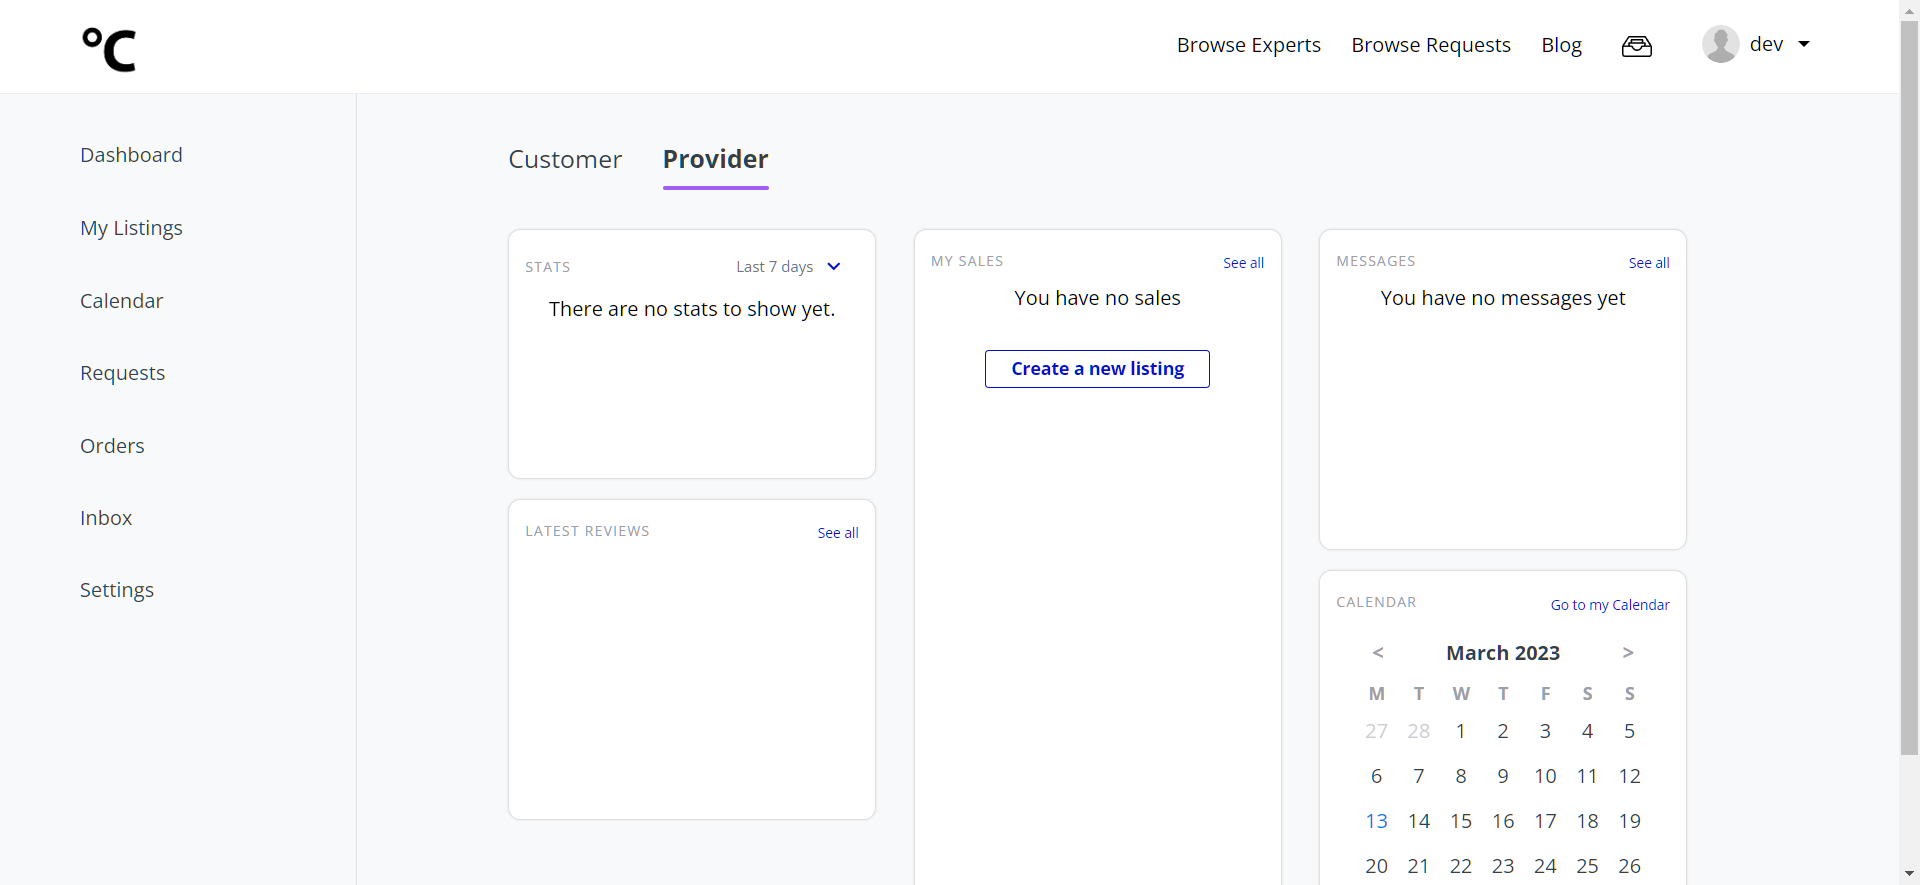 °C
Browse Experts
Browse Requests
Blog
dev
Dashboard
My Listings
Calendar
Requests
Orders
Inbox
Settings
Customer
Provider
STATS
Last 7 days
There are no stats to show yet.
LATEST REVIEWS
See all
MY SALES
See all
You have no sales
Create a new listing
MESSAGES
See all
You have no messages yet
CALENDAR
Go to my Calendar
< March 2023 >
M T W T F S S
27 28 1 2 3 4 5
6 7 8 9 10 11 12
13 14 15 16 17 18 19
20 21 22 23 24 25 26